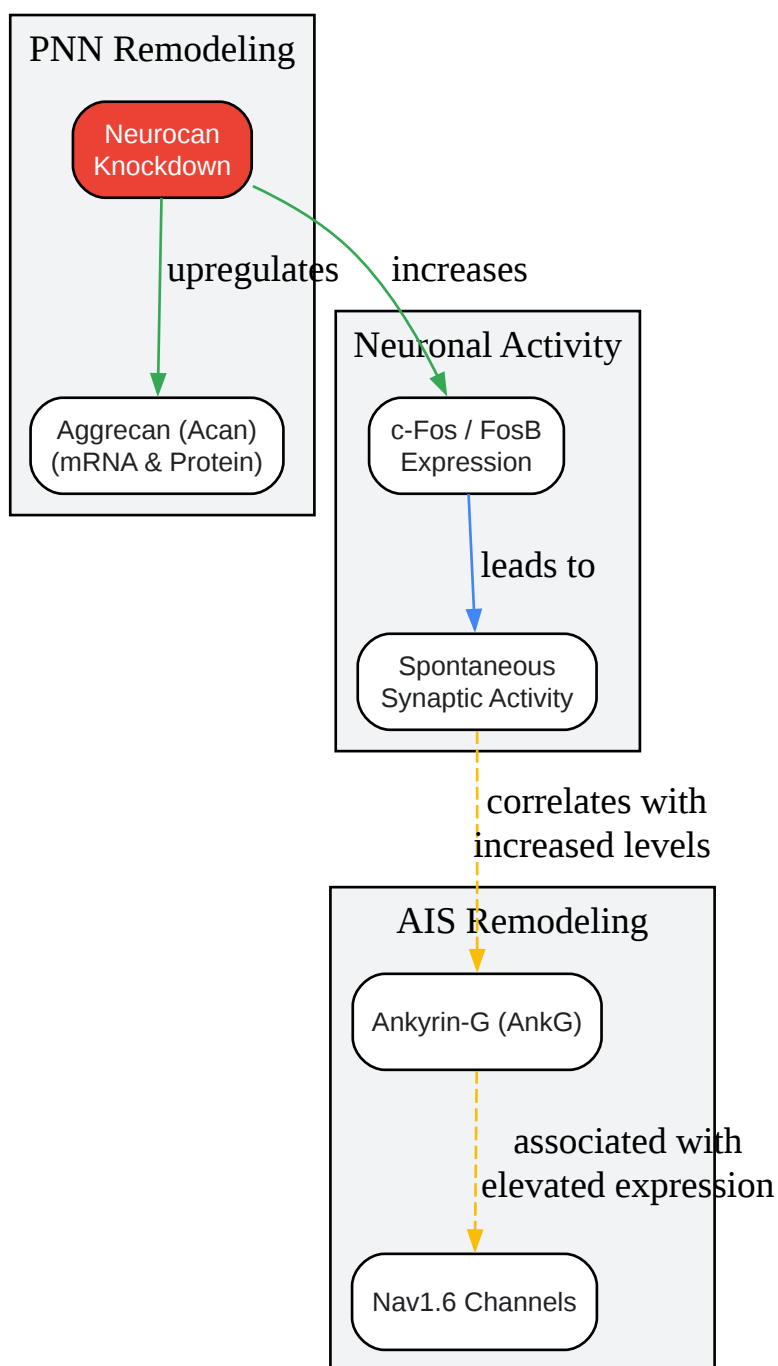 PNN Remodeling
Neurocan
Knockdown
upregulates
increases
Neuronal Activity
Aggrecan (Acan)
(mRNA & Protein)
c-Fos / FosB
Expression
leads to
Spontaneous
Synaptic Activity
correlates with
increased levels
AIS Remodeling
Ankyrin-G (AnkG)
associated with
elevated expression
Nav1.6 Channels